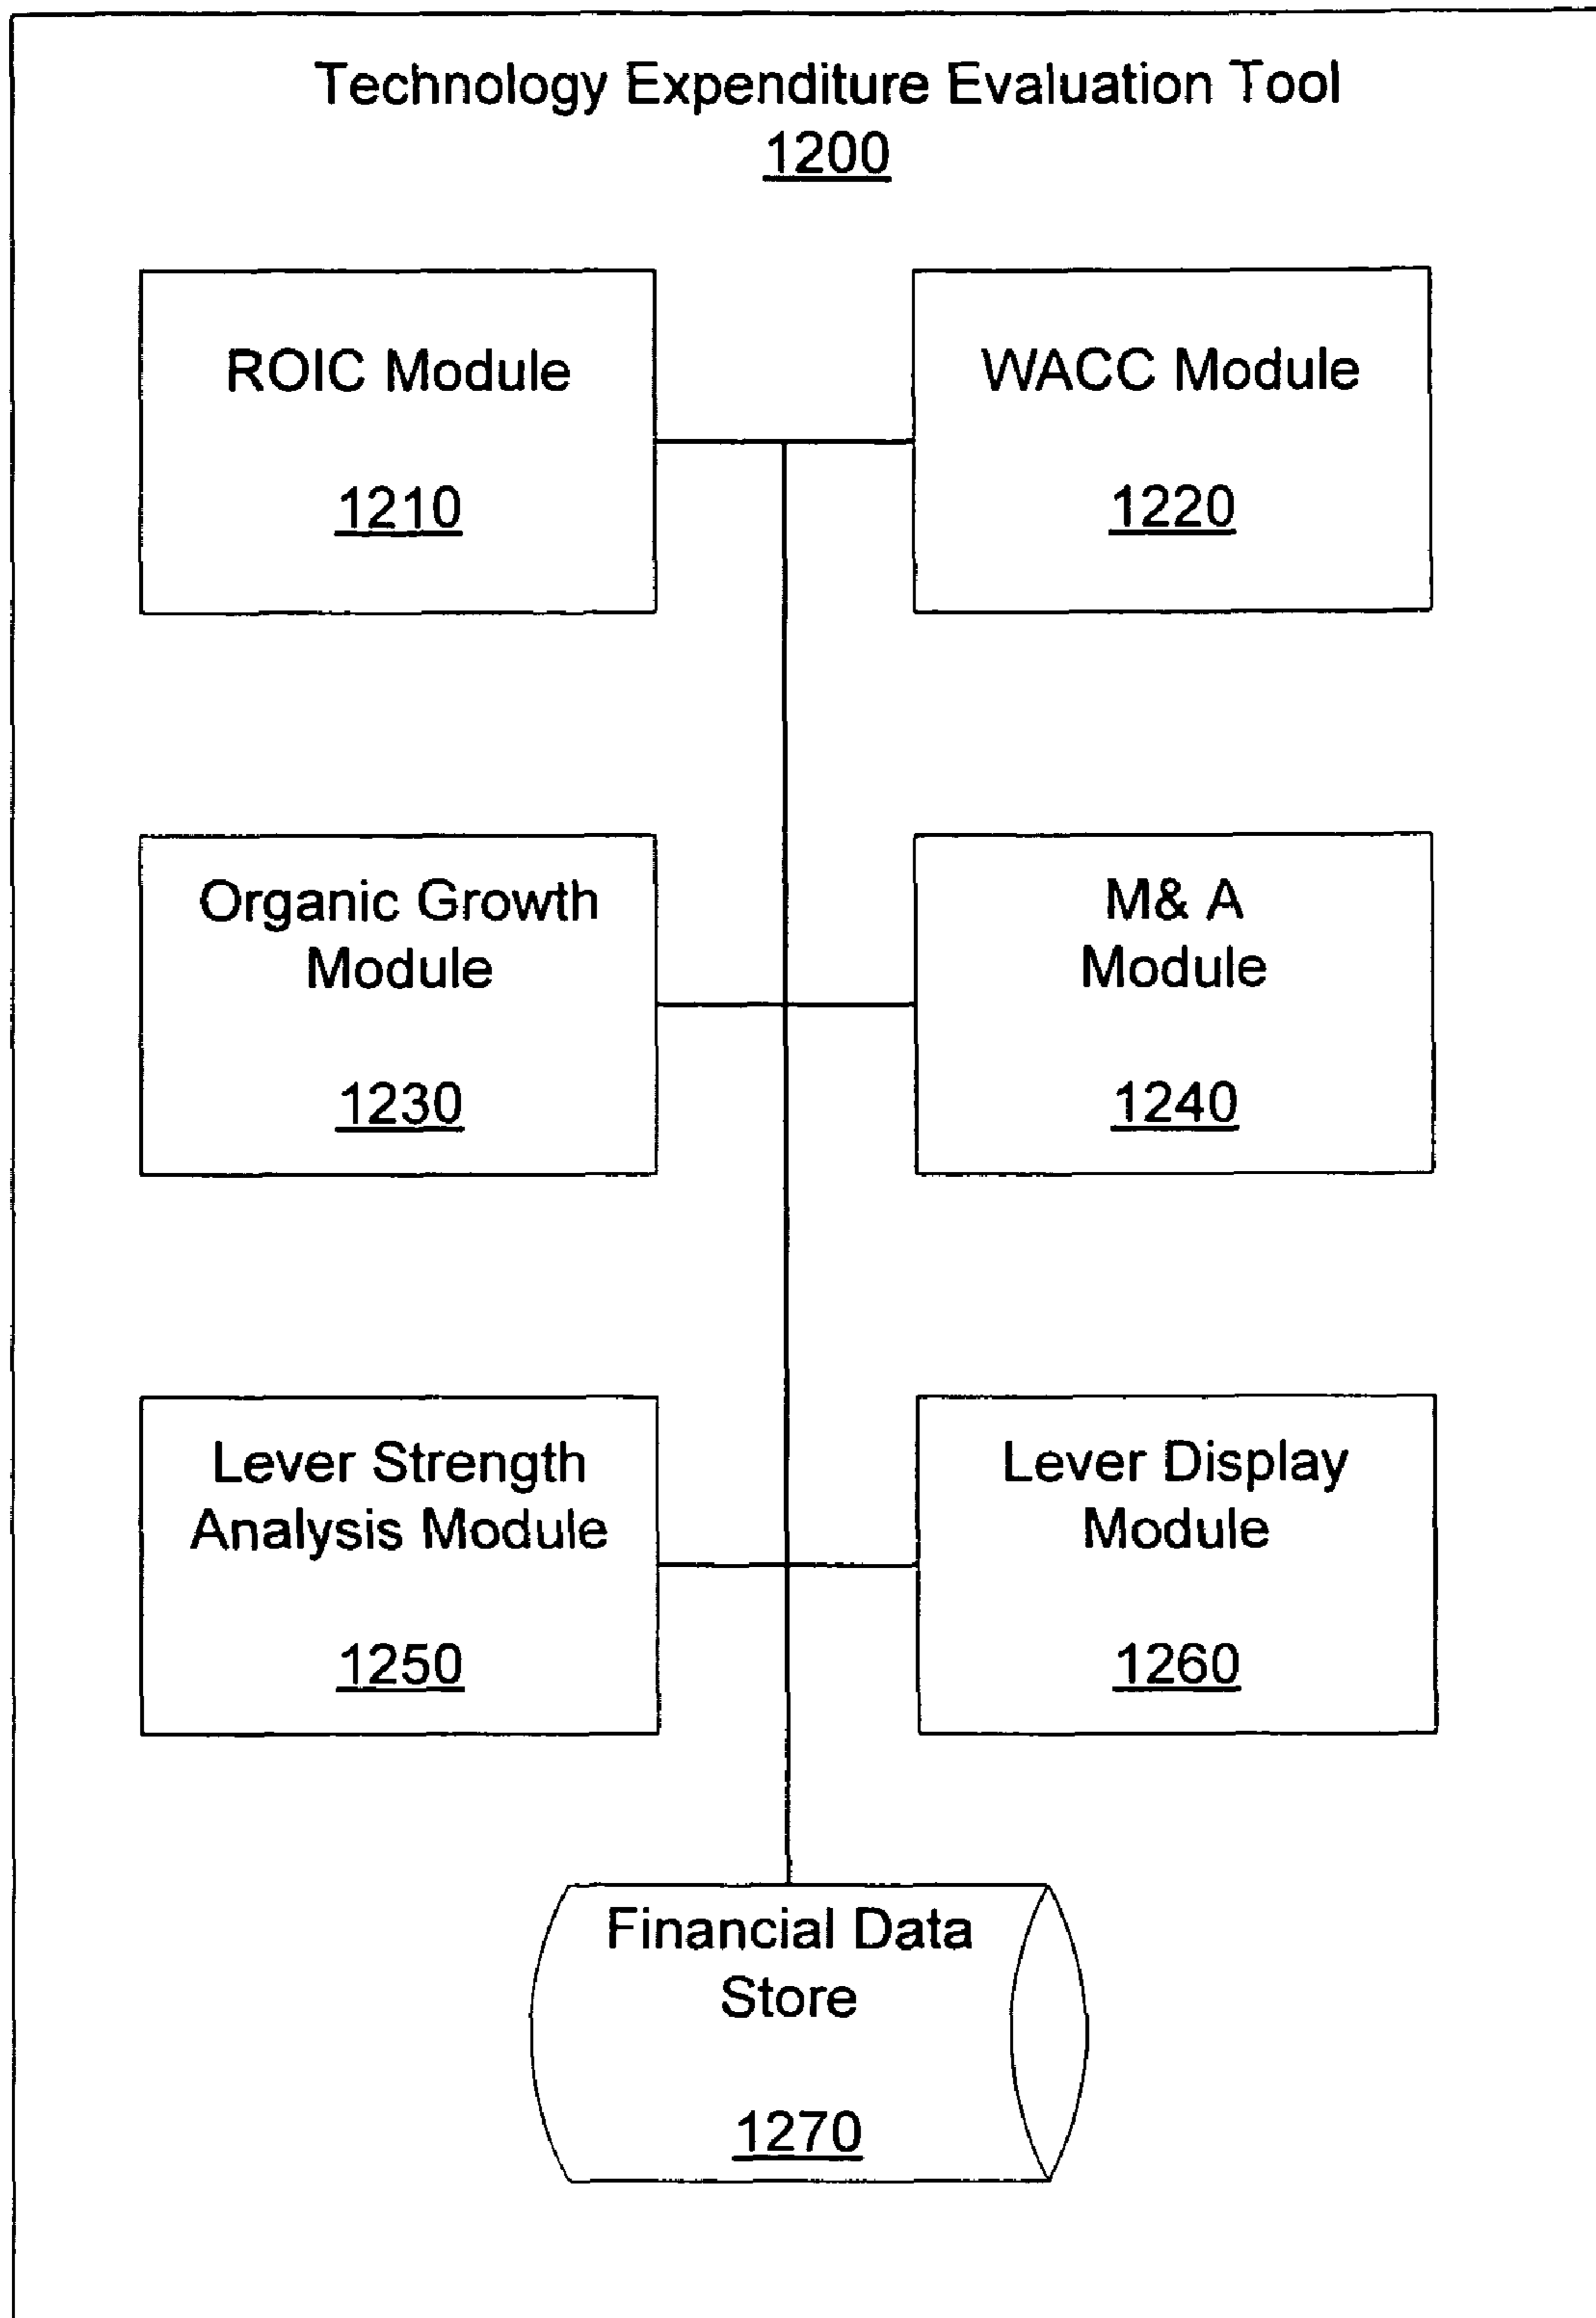 Technology Expenditure Evaluation Tool
1200
ROIC Module
1210
WACC Module
1220
Organic Growth
Module
1230
M& A
Module
1240
Lever Strength
Analysis Module
1250
Lever Display
Module
1260
Financial Data
Store
1270